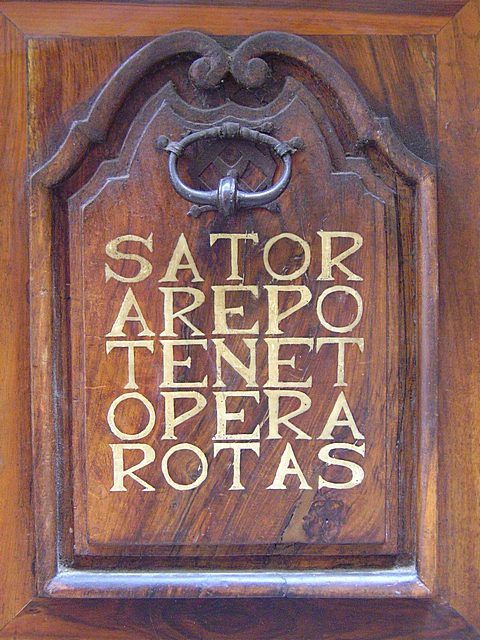 SATOR
AREPO
TENET
OPERA
ROTAS